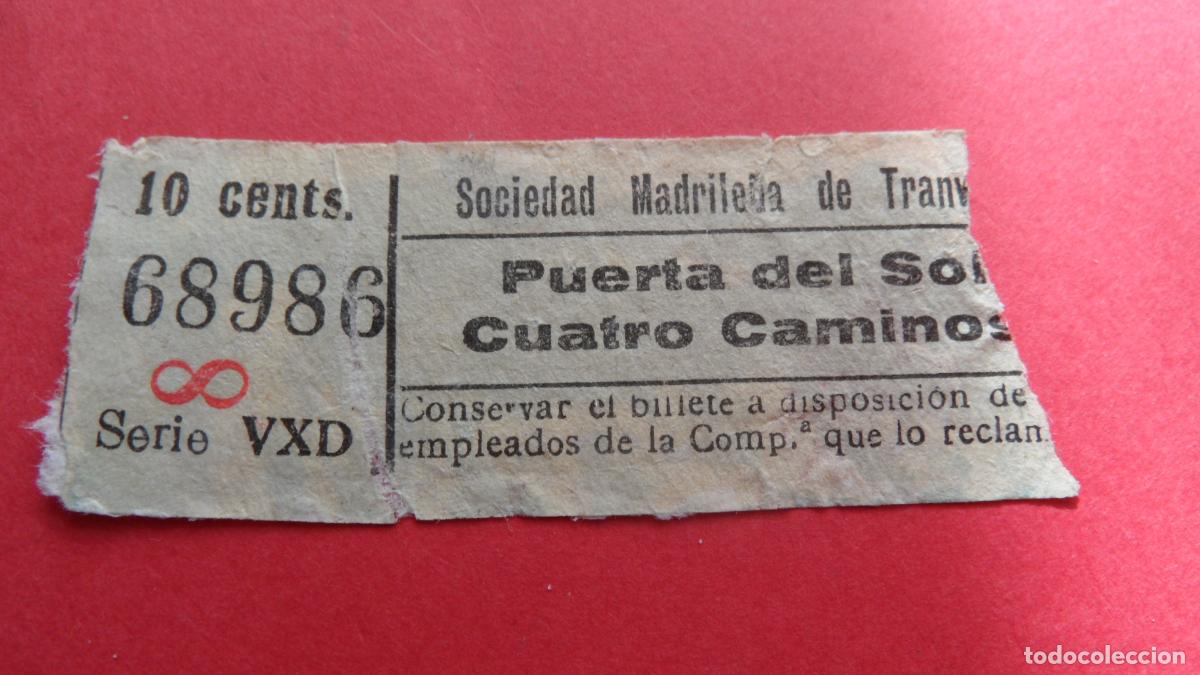 10 cents.
68986
∞
Serie VXD
Sociedad Madrileña de Tranv
Puerta del Sol
Cuatro Caminos
Conservar el billete a disposición de
empleados de la Comp.ª que lo reclam
todocoleccion